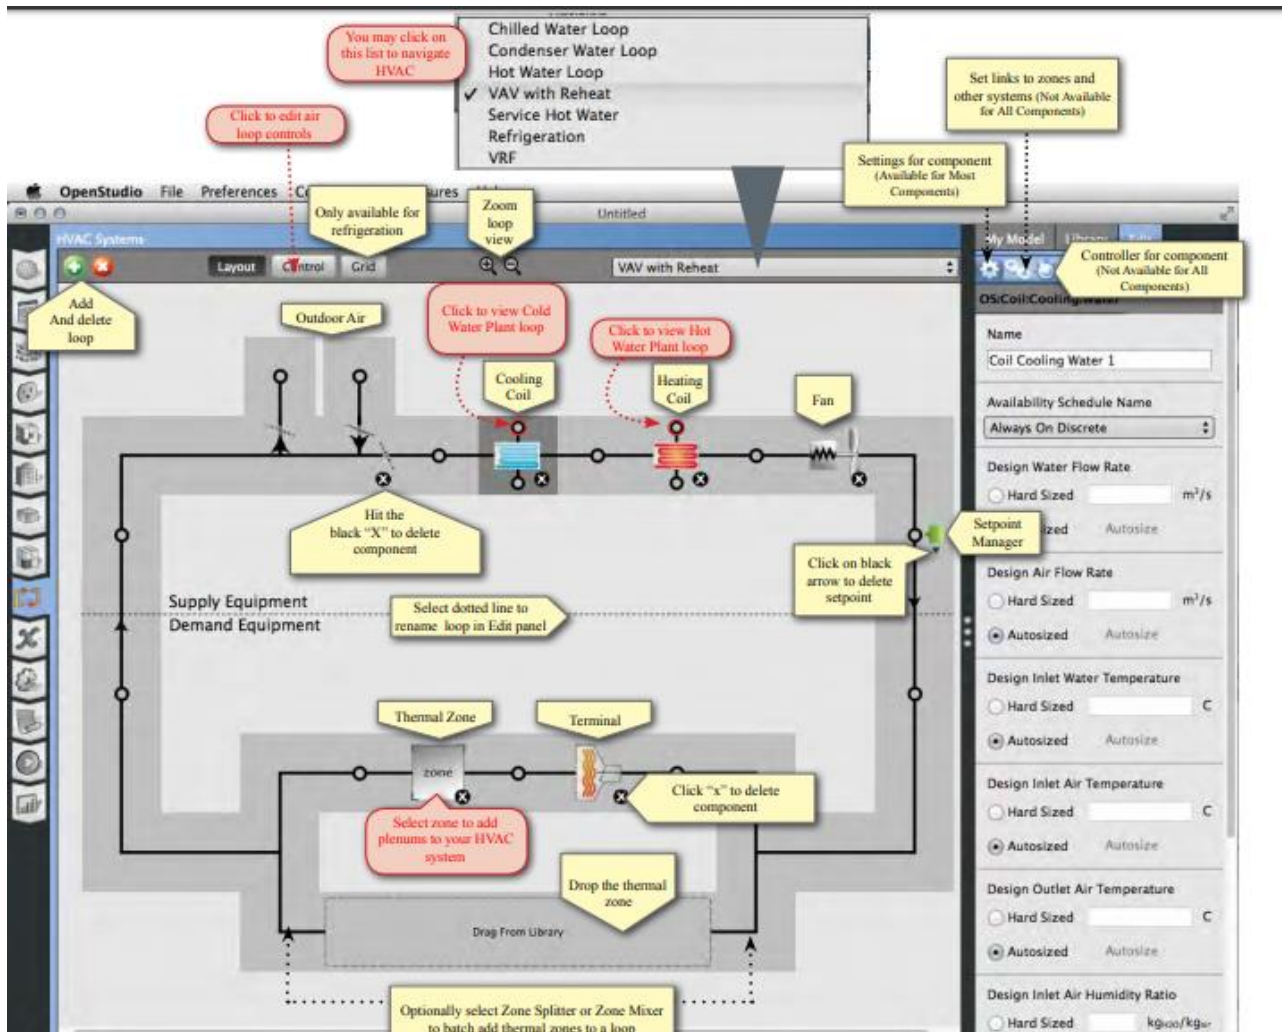 Chilled Water Loop
Condenser Water Loop
Hot Water Loop
✓ VAV with Reheat
Service Hot Water
Refrigeration
VRF
You may click on
this list to navigate
HVAC
Click to edit air
loop controls
Set links to zones and
other systems (Not Available
for All Components)
Settings for component
(Available for Most
Components)
OpenStudio File Preferences
Only available for
refrigeration
Zoom
loop
view
Untitled
HVAC Systems
My Model
Layout Control Grid
VAV with Reheat
Controller for component
(Not Available for All
Components)
Add
And delete
loop
Outdoor Air
Click to view Cold
Water Plant loop
Click to view Hot
Water Plant loop
Cooling
Coil
Heating
Coil
Fan
OS:Coil:Cooling:Water
Name
Coil Cooling Water 1
Availability Schedule Name
Always On Discrete
Design Water Flow Rate
Hard Sized m³/s
Autosize
Hit the
black “X” to delete
component
Setpoint
Manager
Click on black
arrow to delete
setpoint
Supply Equipment
Demand Equipment
Select dotted line to
rename loop in Edit panel
Design Air Flow Rate
Hard Sized m³/s
Autosized Autosize
Design Inlet Water Temperature
Hard Sized C
Autosized Autosize
Thermal Zone
Terminal
zone
Click “x” to delete
component
Select zone to add
plenums to your HVAC
system
Drop the thermal
zone
Drag From Library
Design Inlet Air Temperature
Hard Sized C
Autosized Autosize
Design Outlet Air Temperature
Hard Sized C
Autosized Autosize
Design Inlet Air Humidity Ratio
Hard Sized
Optionally select Zone Splitter or Zone Mixer
to batch add thermal zones to a loop